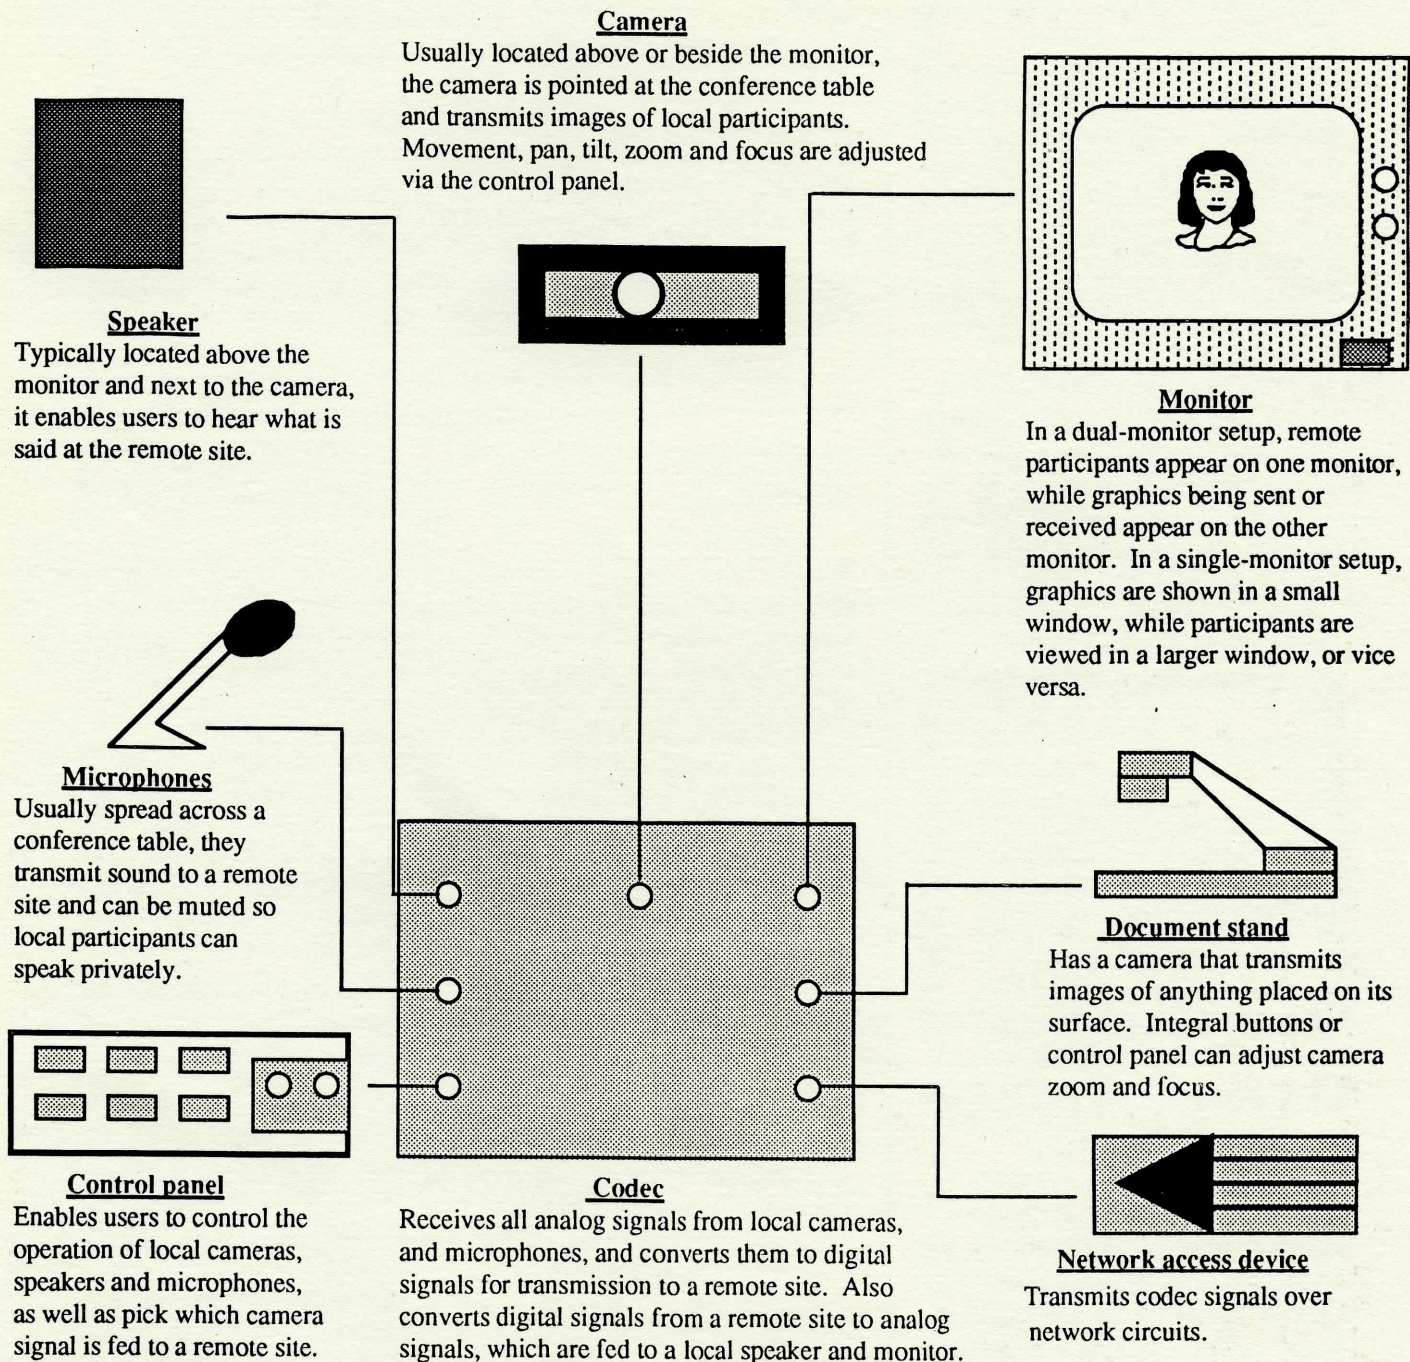 Camera
Usually located above or beside the monitor,
the camera is pointed at the conference table
and transmits images of local participants.
Movement, pan, tilt, zoom and focus are adjusted
via the control panel.
Speaker
Typically located above the
monitor and next to the camera,
it enables users to hear what is
said at the remote site.
Monitor
In a dual-monitor setup, remote
participants appear on one monitor,
while graphics being sent or
received appear on the other
monitor. In a single-monitor setup,
graphics are shown in a small
window, while participants are
viewed in a larger window, or vice
versa.
Microphones
Usually spread across a
conference table, they
transmit sound to a remote
site and can be muted so
local participants can
speak privately.
Document stand
Has a camera that transmits
images of anything placed on its
surface. Integral buttons or
control panel can adjust camera
zoom and focus.
Control panel
Enables users to control the
operation of local cameras,
speakers and microphones,
as well as pick which camera
signal is fed to a remote site.
Codec
Receives all analog signals from local cameras,
and microphones, and converts them to digital
signals for transmission to a remote site. Also
converts digital signals from a remote site to analog
signals, which are fed to a local speaker and monitor.
Network access device
Transmits codec signals over
network circuits.